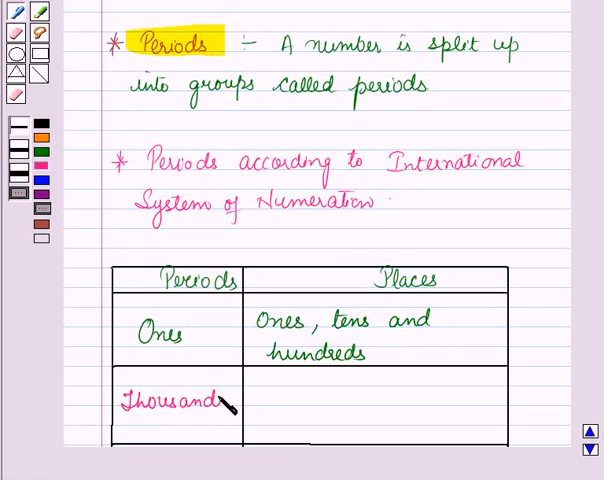 * Periods ÷ A number is split up
into groups called periods
* Periods according to International
System of Numeration.
Periods Places
Ones Ones, tens and
hundreds
Thousand